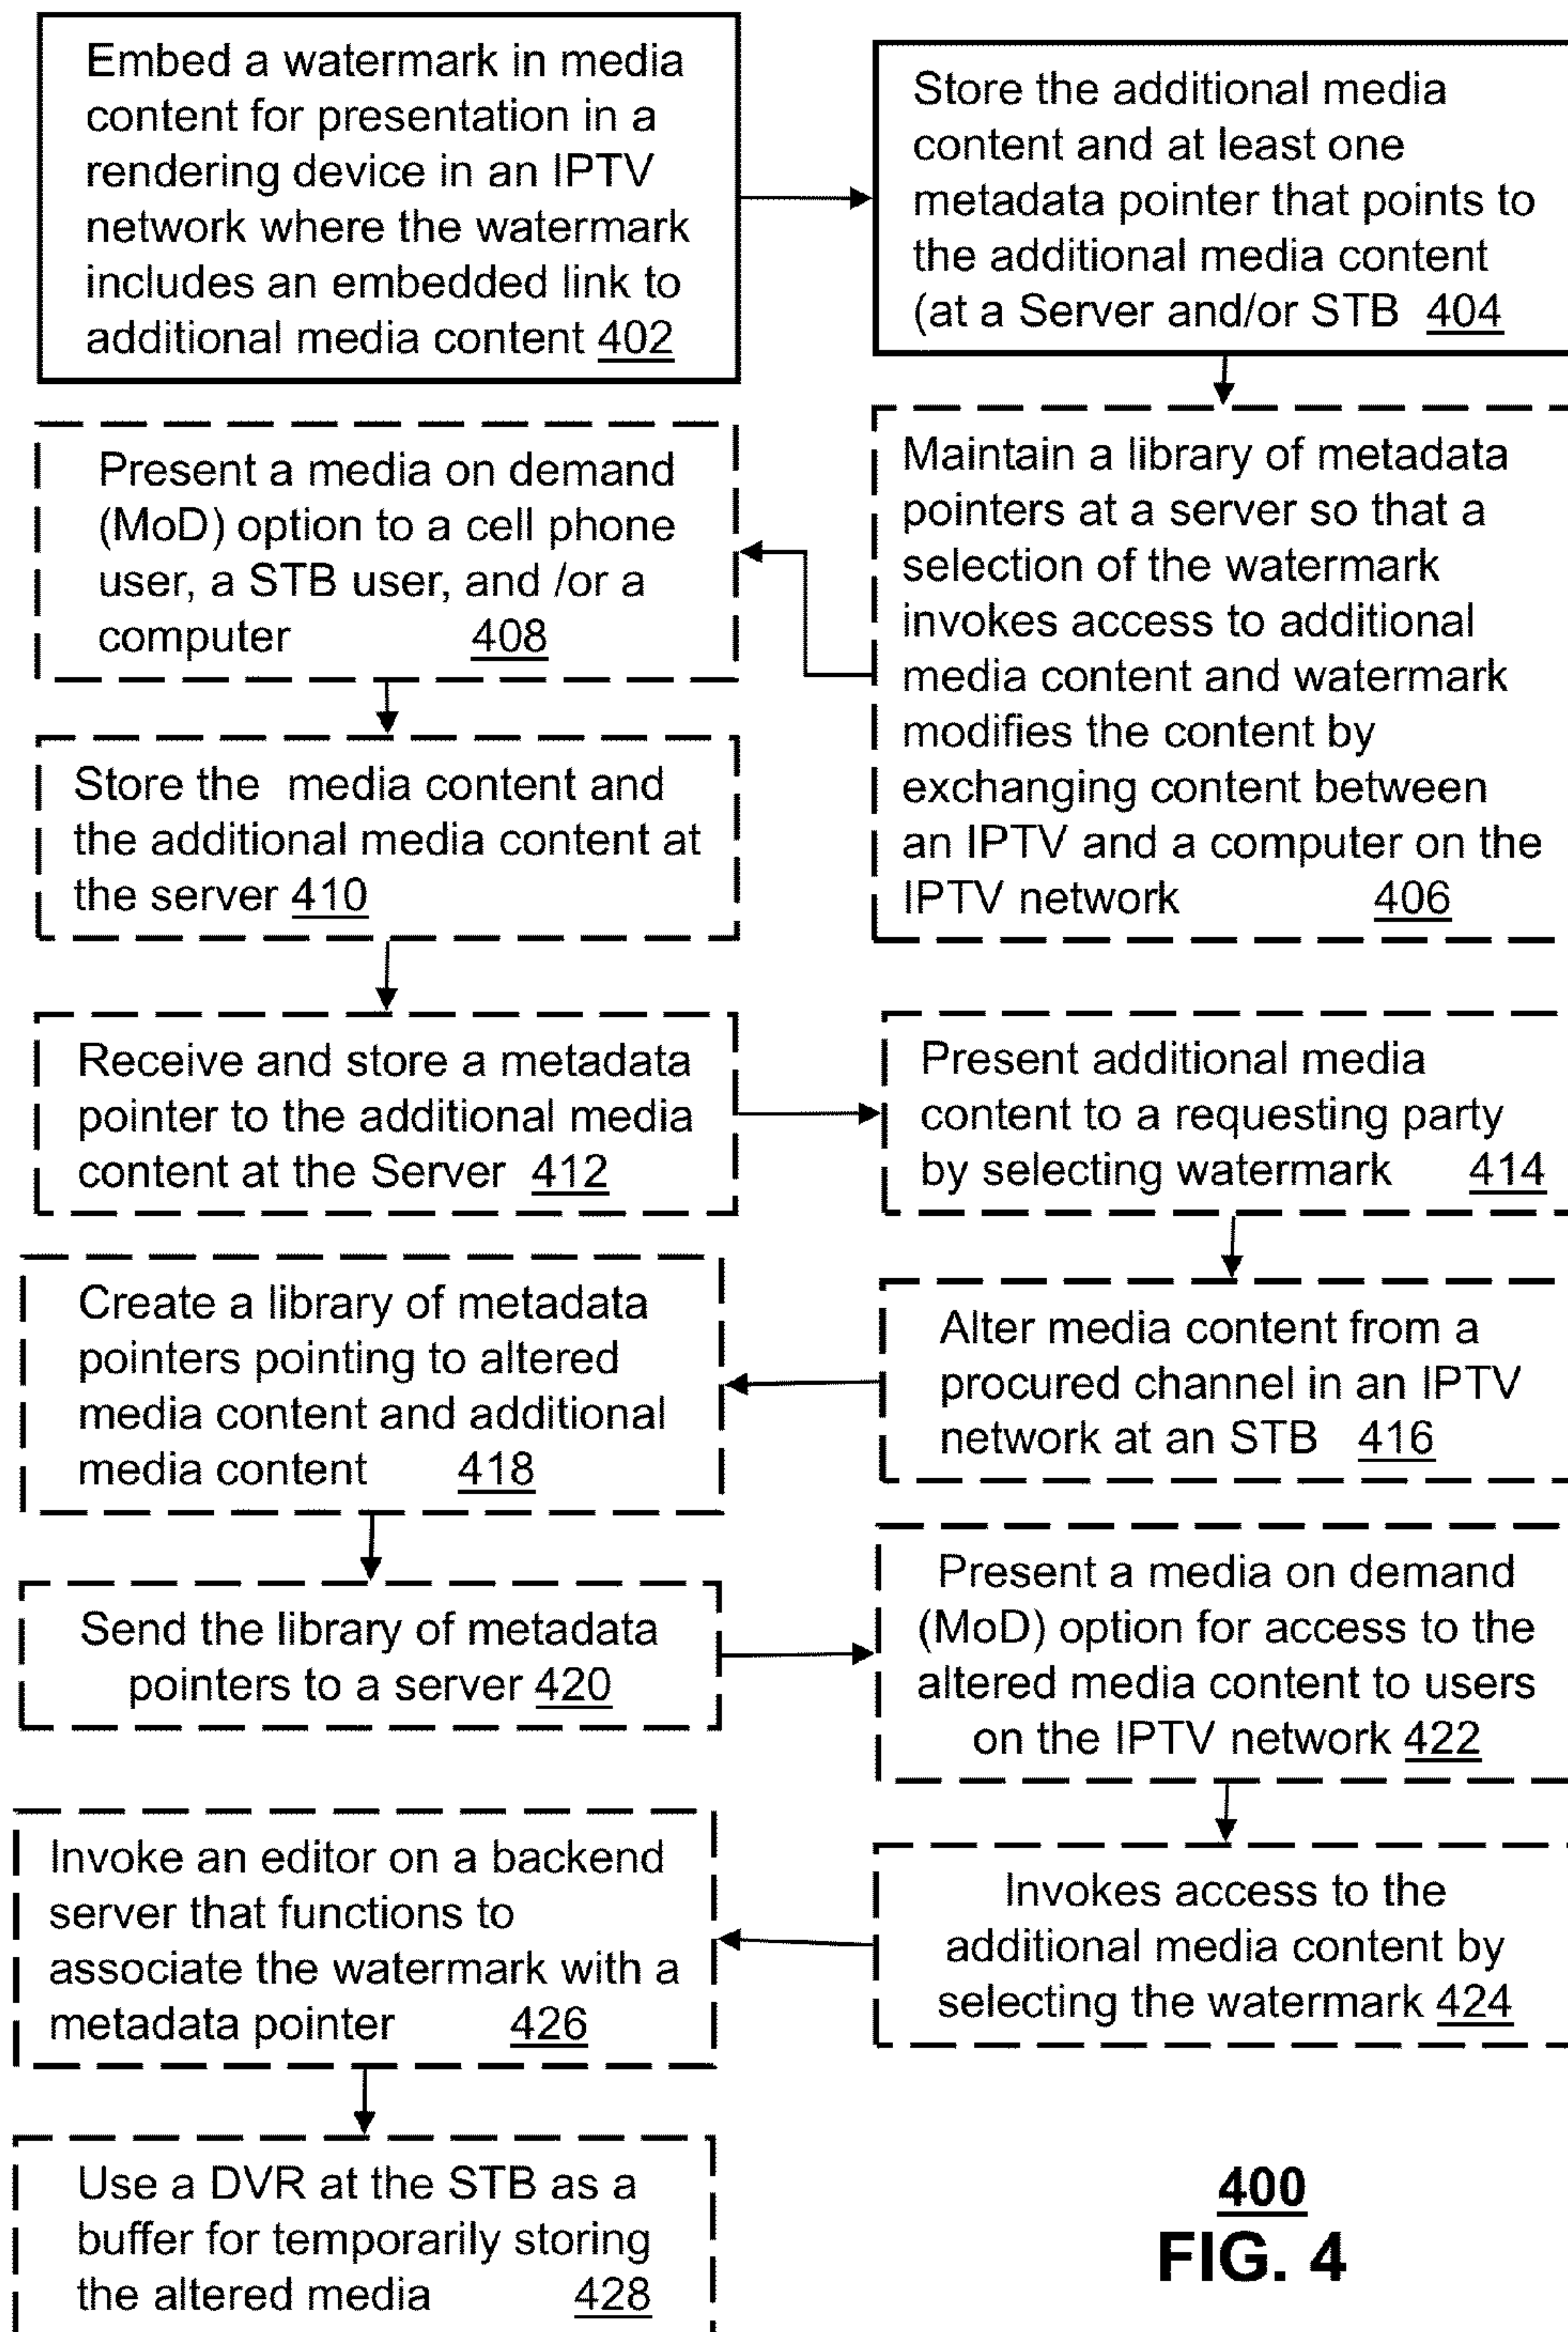 Embed a watermark in media
content for presentation in a
rendering device in an IPTV
network where the watermark
includes an embedded link to
additional media content 402
Store the additional media
content and at least one
metadata pointer that points to
the additional media content
(at a Server and/or STB 404
Maintain a library of metadata
pointers at a server so that a
selection of the watermark
invokes access to additional
media content and watermark
modifies the content by
exchanging content between
an IPTV and a computer on the
IPTV network 406
Present a media on demand
(MoD) option to a cell phone
user, a STB user, and /or a
computer 408
Store the media content and
the additional media content at
the server 410
Receive and store a metadata
pointer to the additional media
content at the Server 412
Present additional media
content to a requesting party
by selecting watermark 414
Alter media content from a
procured channel in an IPTV
network at an STB 416
Create a library of metadata
pointers pointing to altered
media content and additional
media content 418
Send the library of metadata
pointers to a server 420
Present a media on demand
(MoD) option for access to the
altered media content to users
on the IPTV network 422
Invokes access to the
additional media content by
selecting the watermark 424
Invoke an editor on a backend
server that functions to
associate the watermark with a
metadata pointer 426
Use a DVR at the STB as a
buffer for temporarily storing
the altered media 428
400
FIG. 4